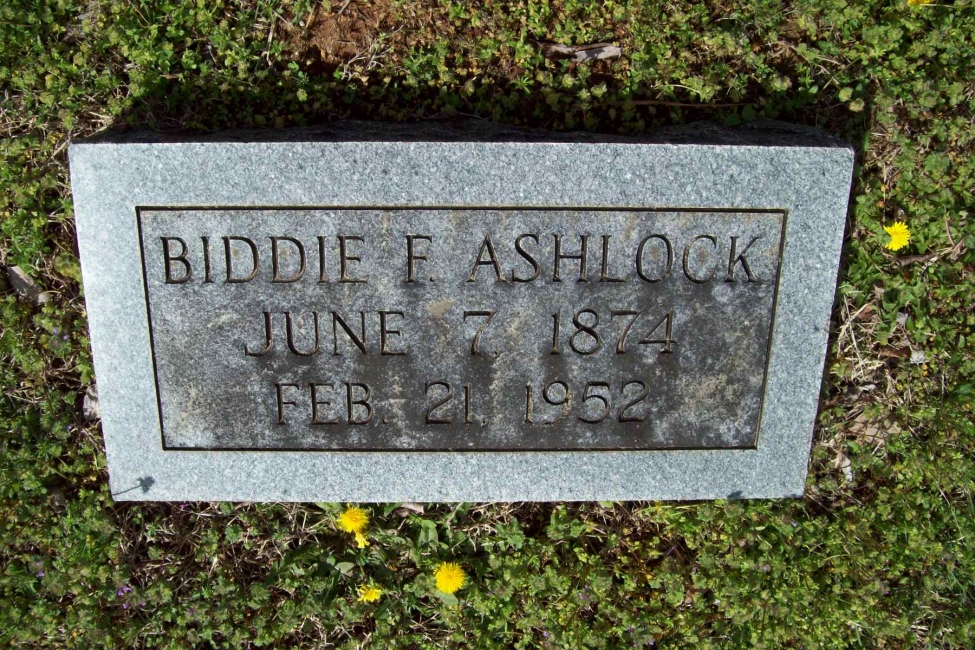 BIDDIE F. ASHLOCK
JUNE 7, 1874
FEB. 21, 1952